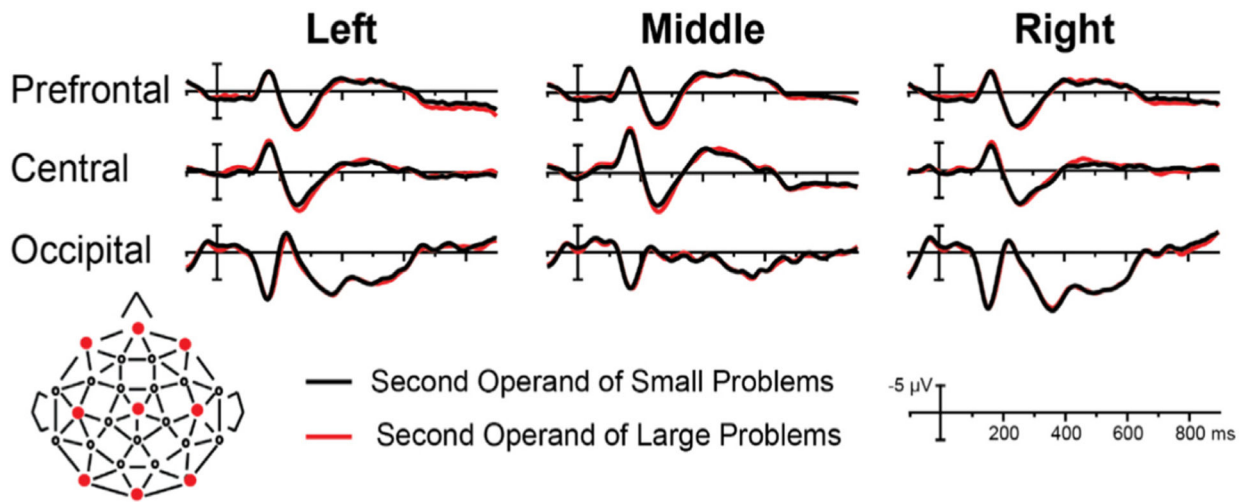 Left Middle Right
Prefrontal
Central
Occipital
Second Operand of Small Problems
Second Operand of Large Problems
-5 µV
200 400 600 800 ms